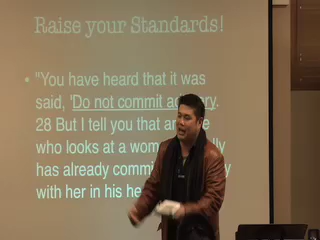 Raise your Standards!
• "You have heard that it was
said, 'Do not commit
28 But I tell you that
who looks at a
has already
with her in his